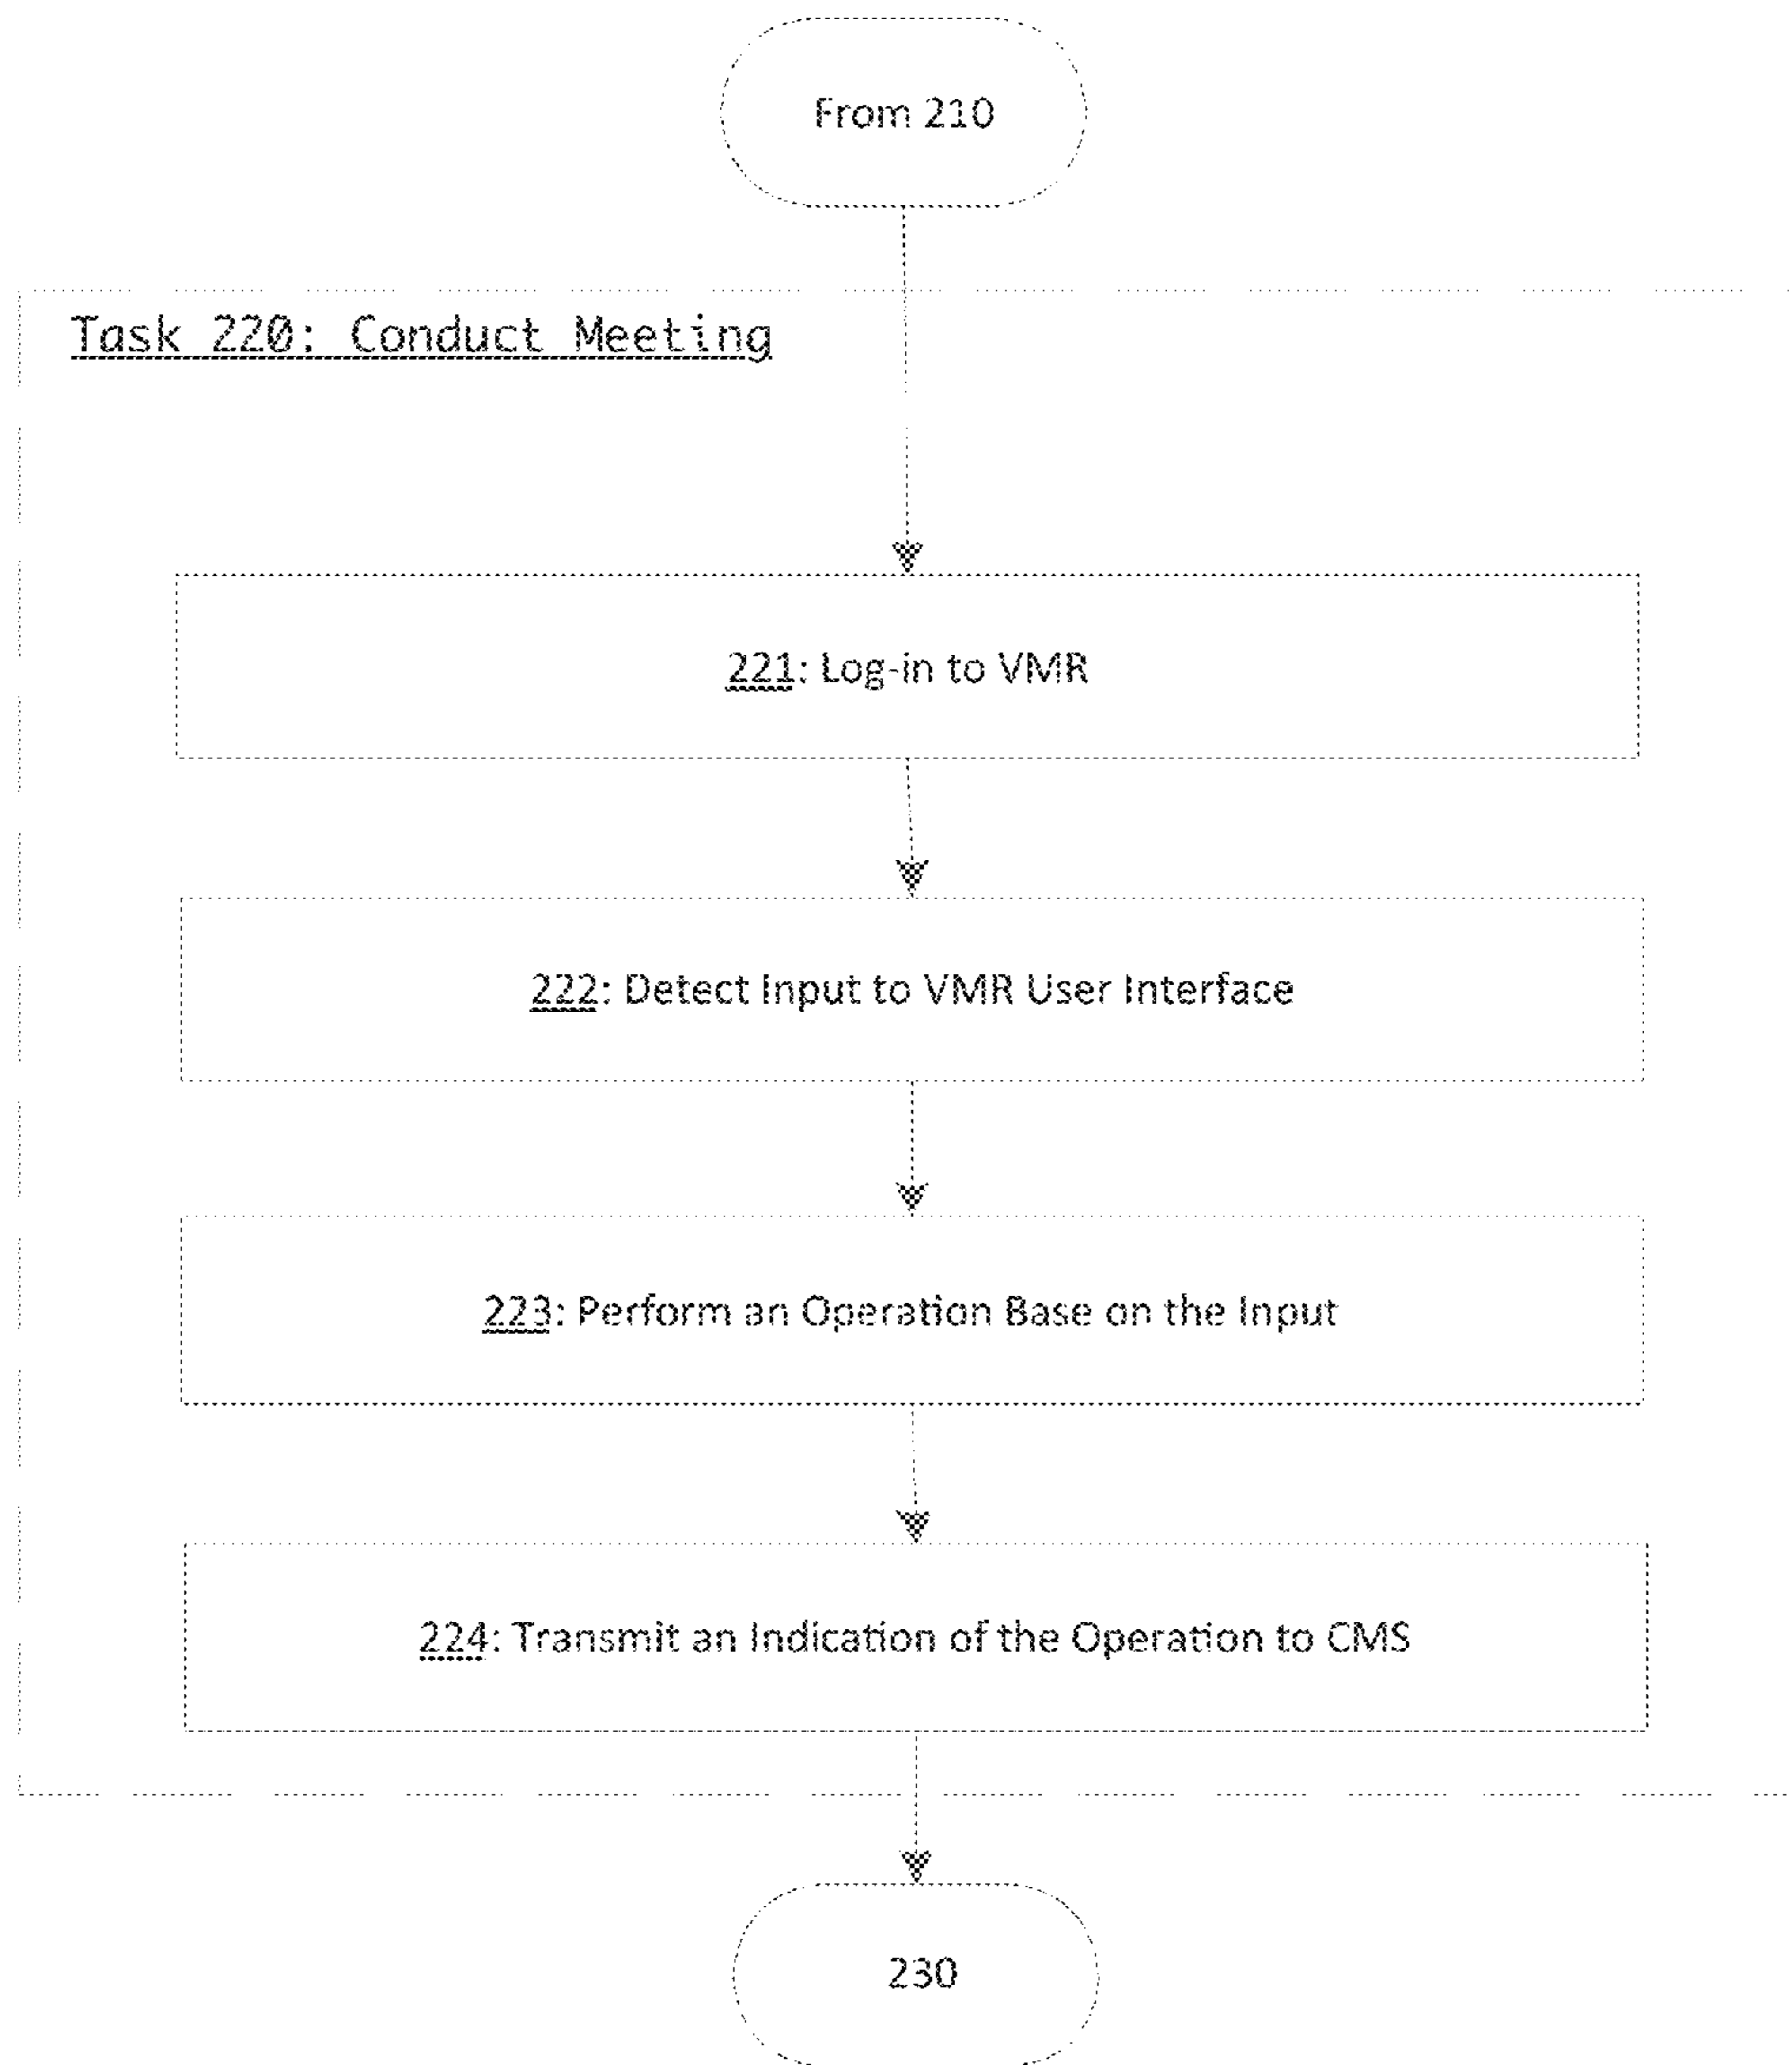 From 210
Task 220: Conduct Meeting
221: Log-in to VMR
222: Detect Input to VMR User Interface
223: Perform an Operation Base on the Input
224: Transmit an Indication of the Operation to CMS
230